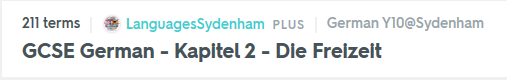 211 terms LanguagesSydenham PLUS German Y10@Sydenham
GCSE German - Kapitel 2 - Die Freizeit